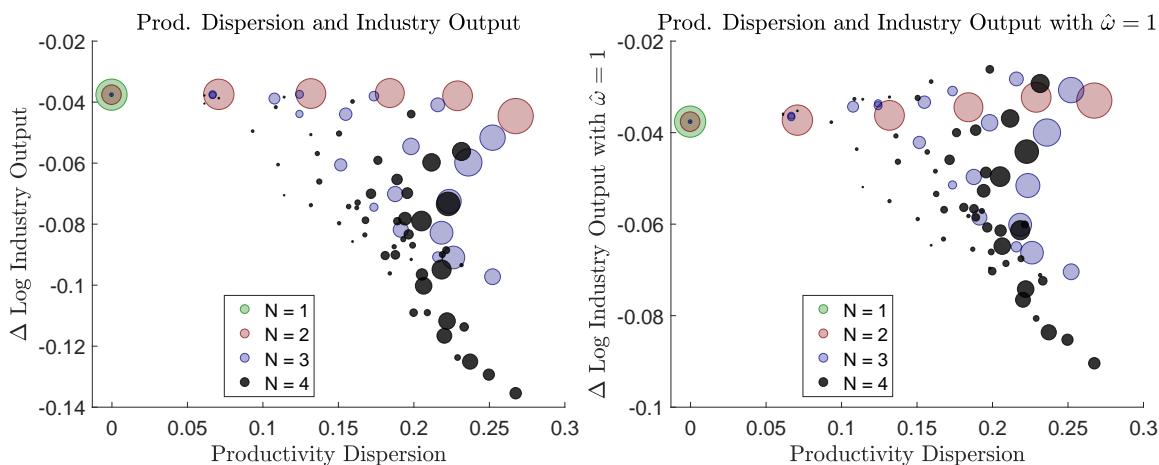 Prod. Dispersion and Industry Output
-0.02
-0.04
-0.06
-0.08
-0.1
-0.12
-0.14
Δ Log Industry Output
N = 1
N = 2
N = 3
N = 4
0
0.05
0.1
0.15
0.2
0.25
0.3
Productivity Dispersion
Prod. Dispersion and Industry Output with ω̂ = 1
-0.02
-0.04
-0.06
-0.08
-0.1
Δ Log Industry Output with ω̂ = 1
N = 1
N = 2
N = 3
N = 4
0
0.05
0.1
0.15
0.2
0.25
0.3
Productivity Dispersion